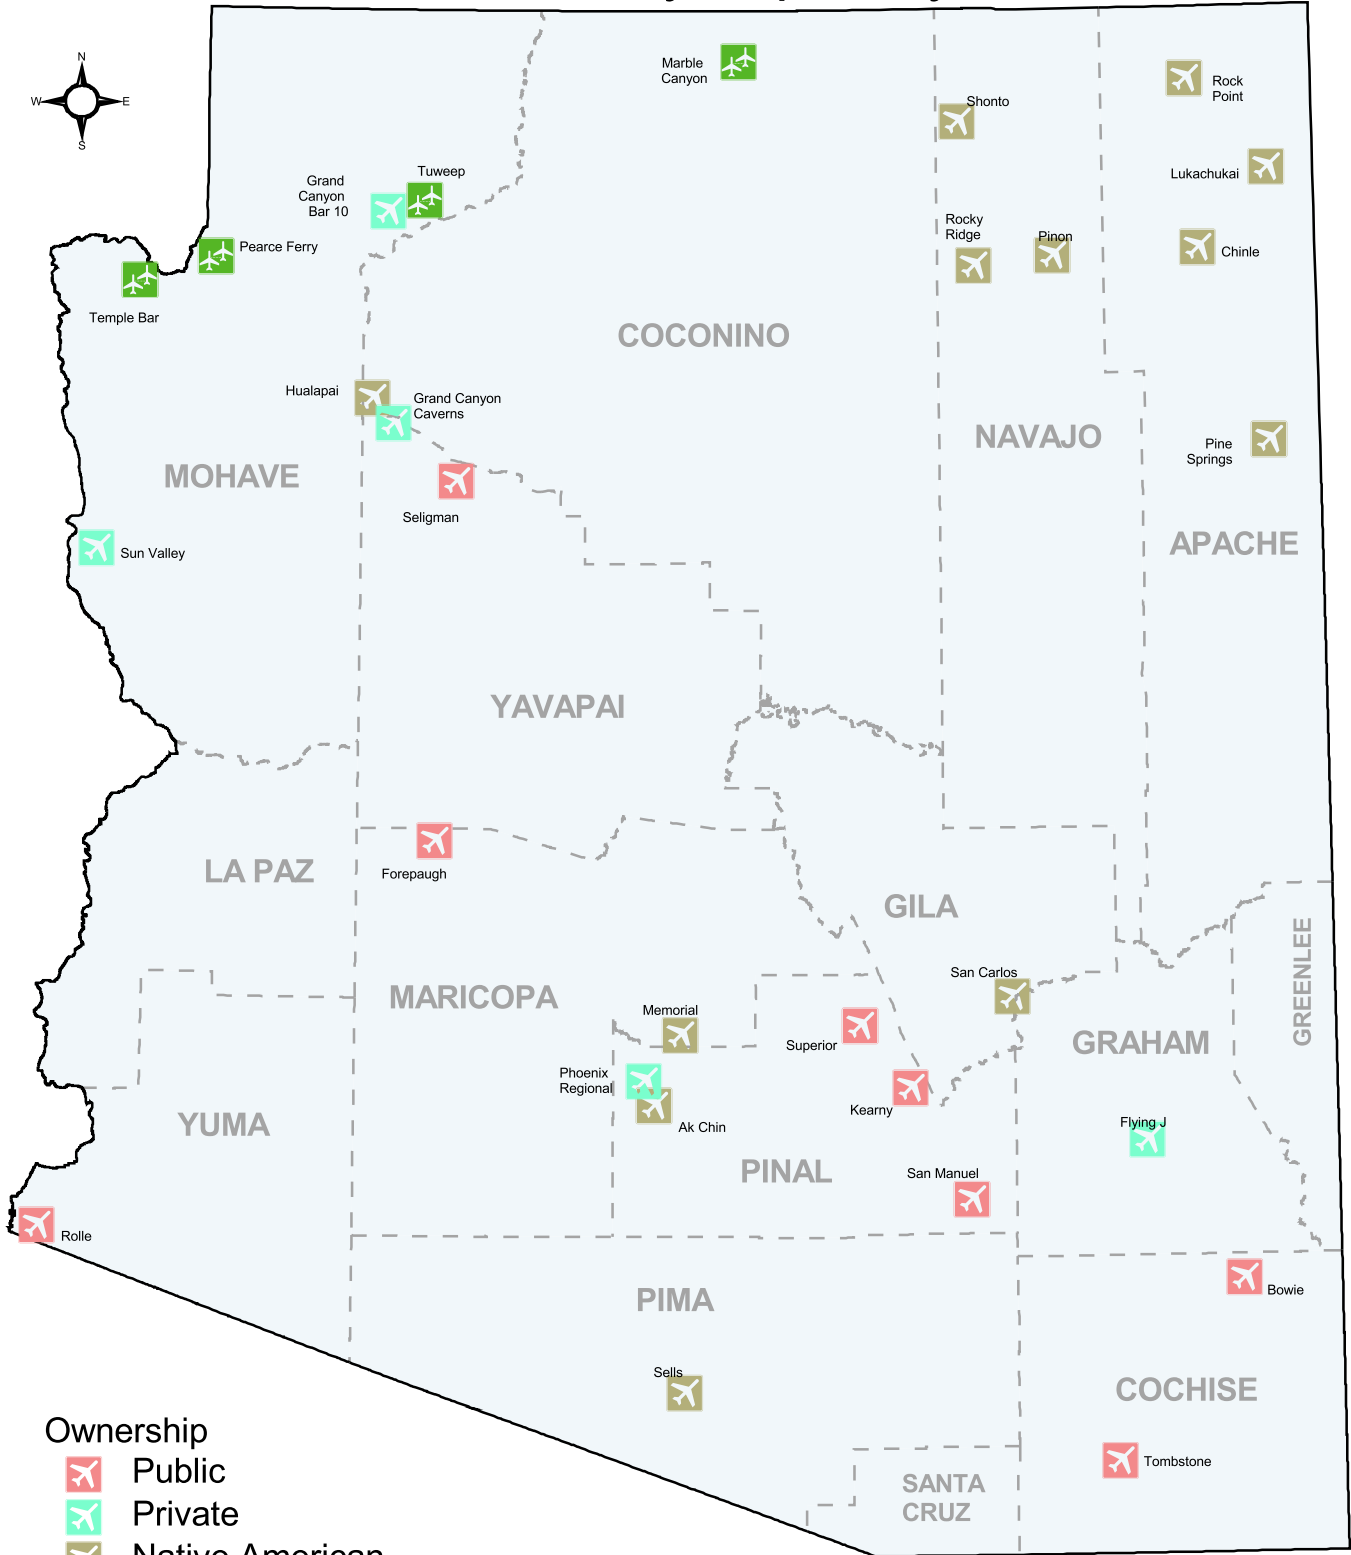 N
W
E
S
Marble
Canyon
Rock
Point
Shonto
Lukachukai
Tuweep
Grand
Canyon
Bar 10
Rocky
Ridge
Pinon
Chinle
Pearce Ferry
Temple Bar
COCONINO
Hualapai
Grand Canyon
Caverns
NAVAJO
Pine
Springs
MOHAVE
Seligman
Sun Valley
APACHE
YAVAPAI
LA PAZ
Forepaugh
GILA
GREENLEE
San Carlos
MARICOPA
Memorial
Superior
GRAHAM
Phoenix
Regional
Kearny
YUMA
Ak Chin
Flying J
PINAL
San Manuel
Rolle
Bowie
PIMA
Sells
COCHISE
Tombstone
SANTA
CRUZ
Ownership
Public
Private
Native American